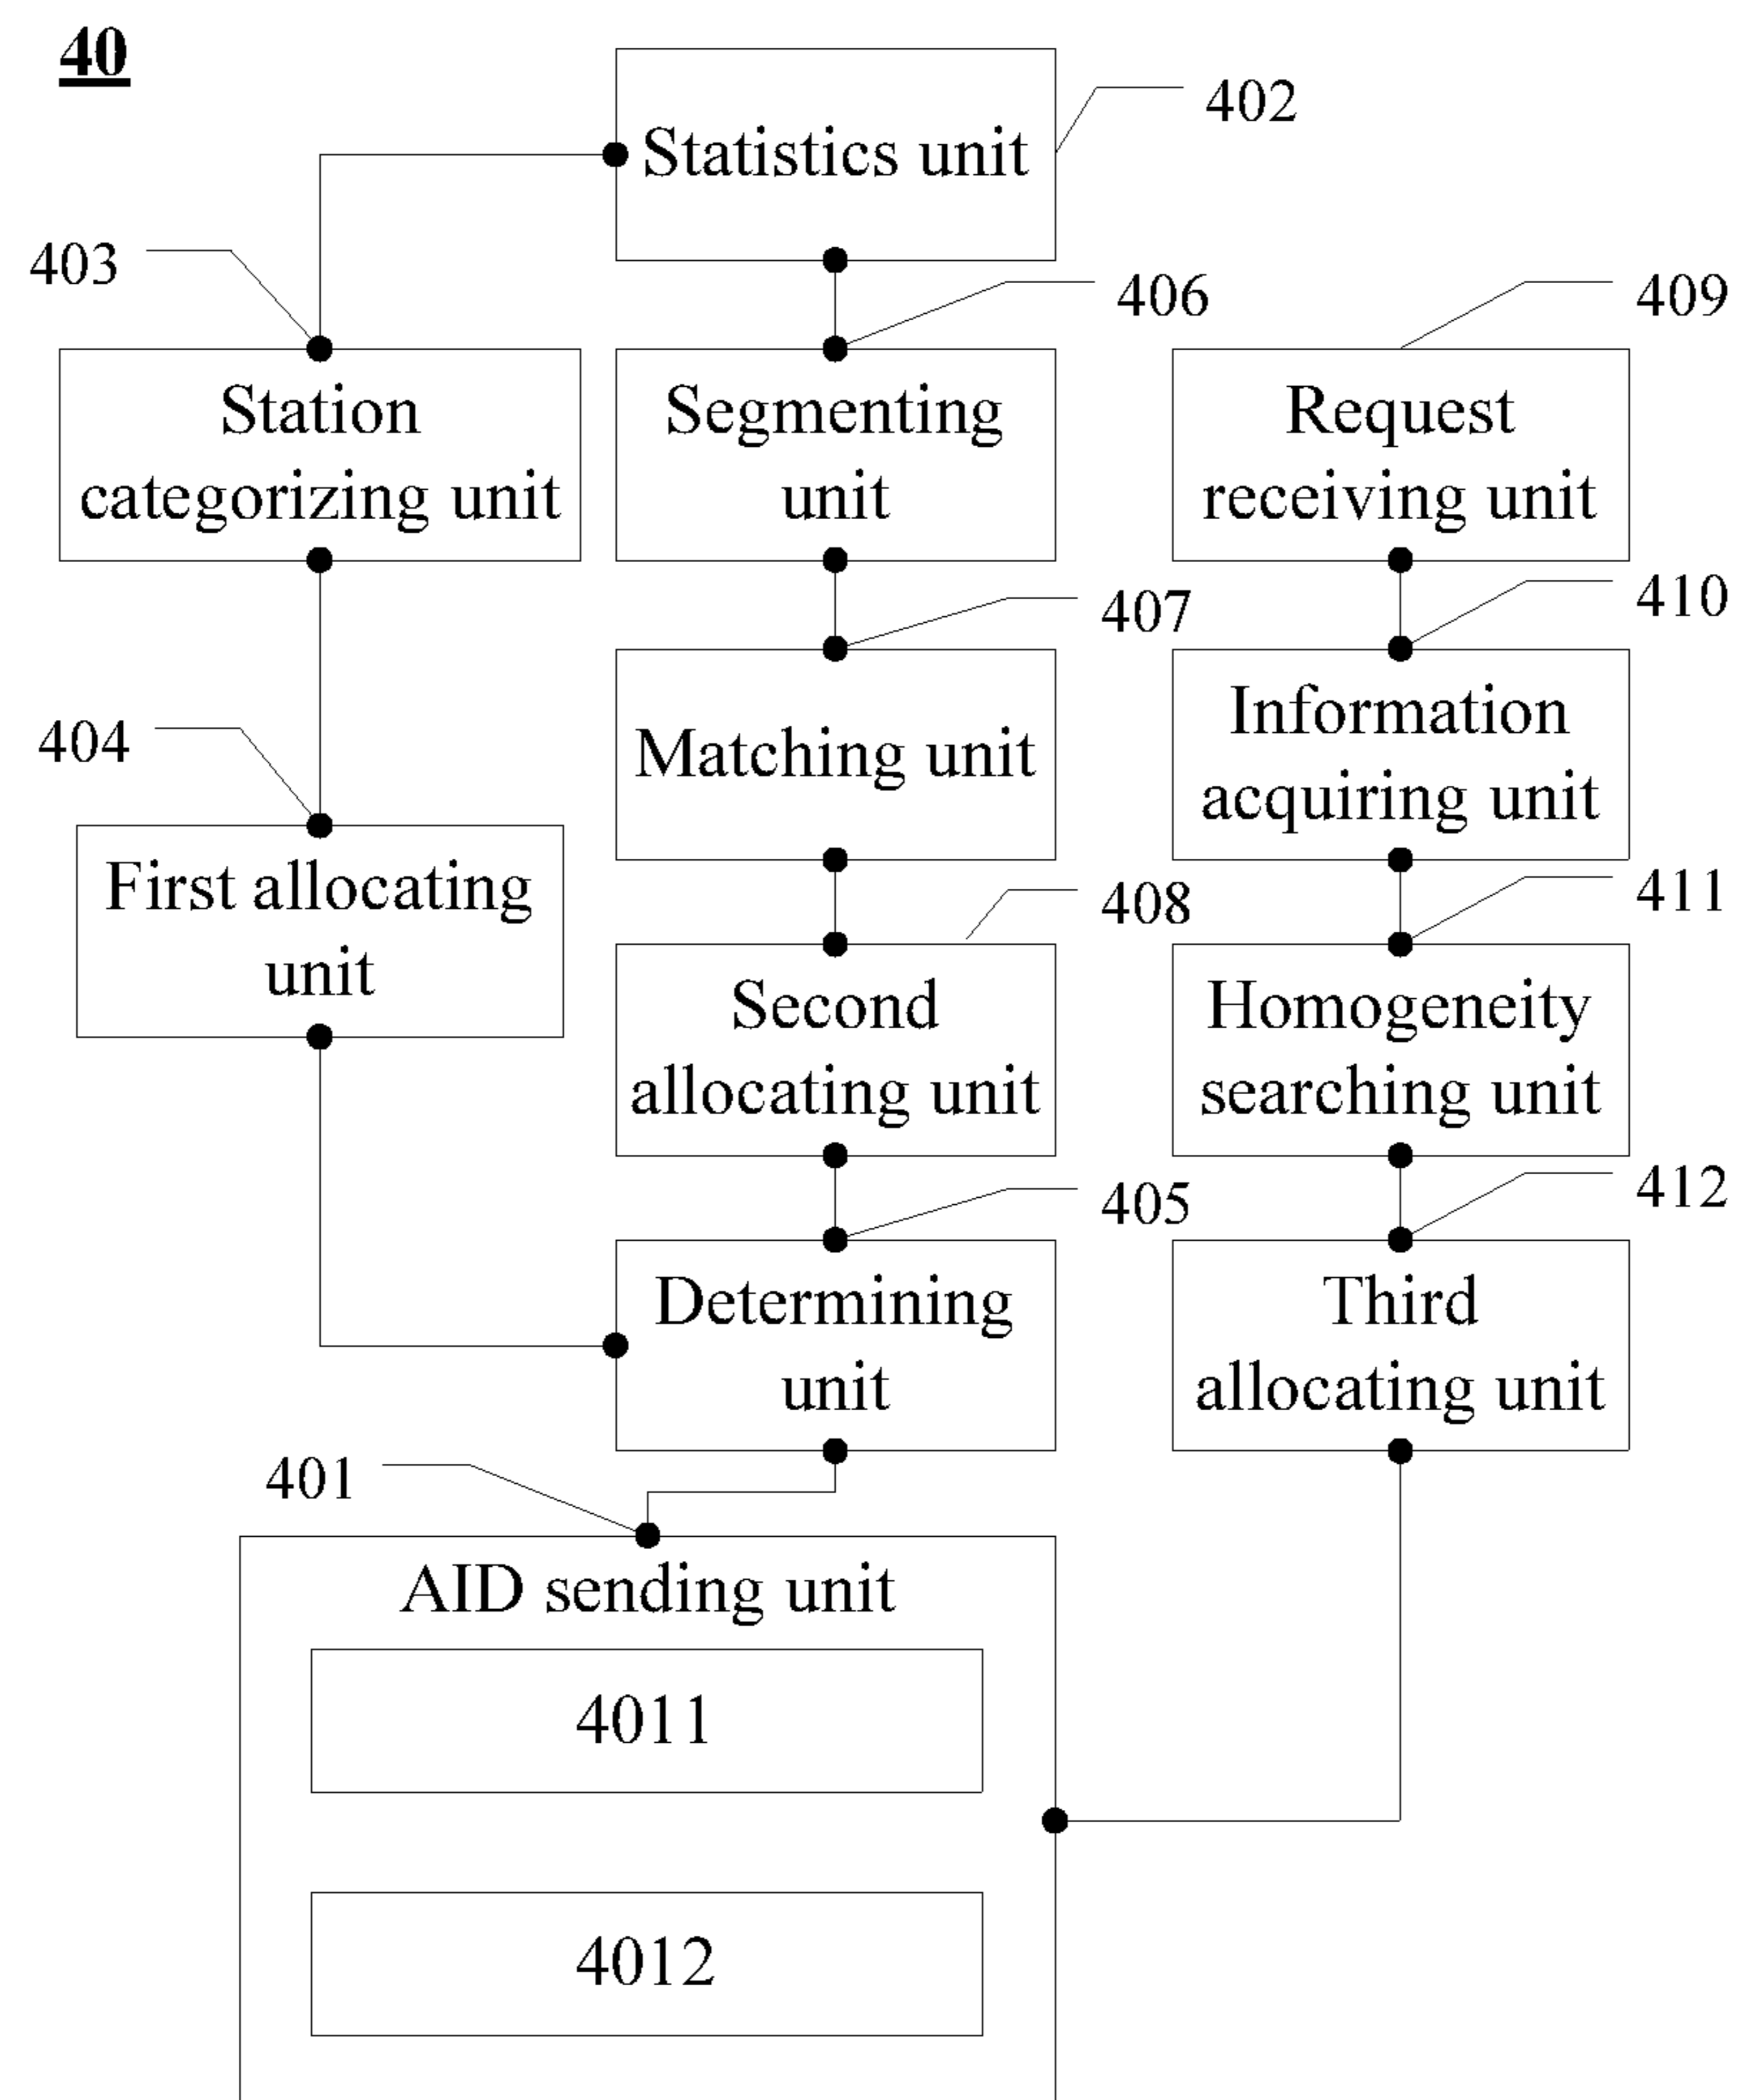 40
Statistics unit
402
403
406
409
Station
categorizing unit
Segmenting
unit
Request
receiving unit
407
410
404
Matching unit
Information
acquiring unit
First allocating
unit
408
411
Second
allocating unit
Homogeneity
searching unit
405
412
Determining
unit
Third
allocating unit
401
AID sending unit
4011
4012